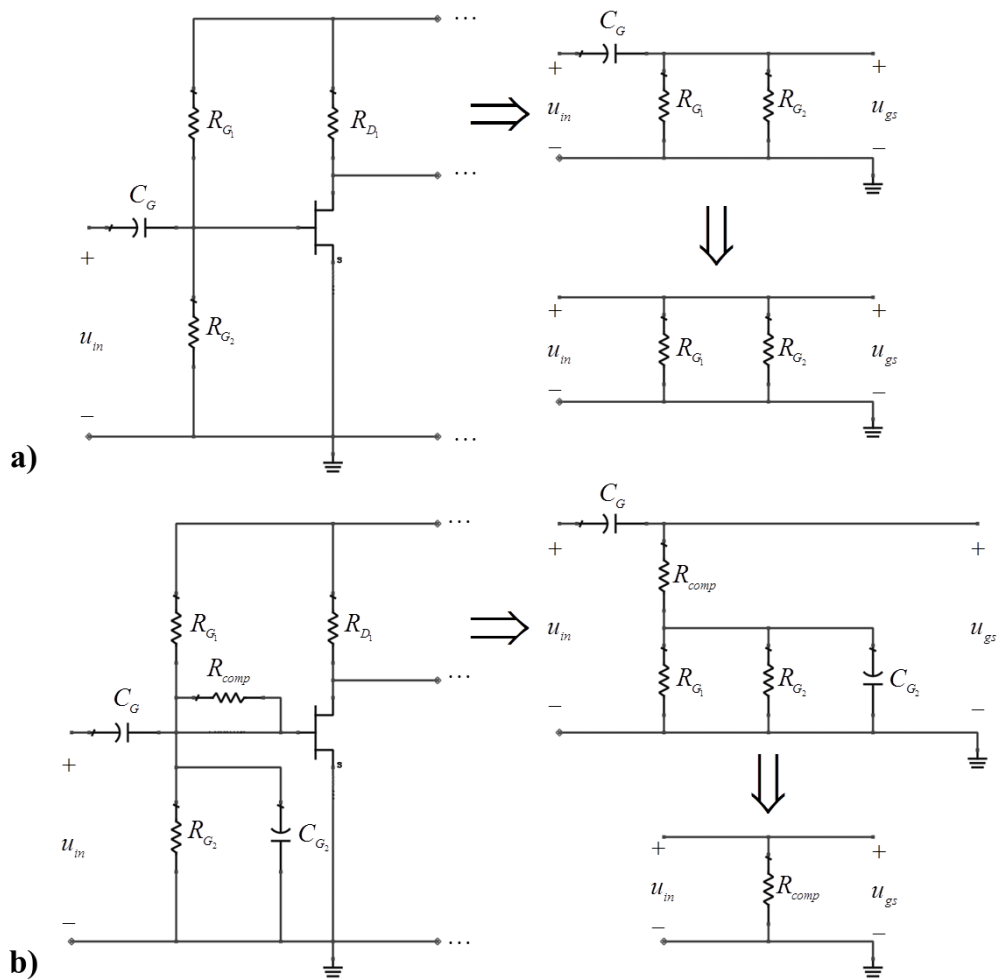 ...
C_G
R_{G_1}
R_{D_1}
u_{in}
R_{G_1}
R_{G_2}
u_{gs}
...
C_G
s
+
u_{in}
−
R_{G_2}
+
u_{in}
−
R_{G_1}
R_{G_2}
+
u_{gs}
−
...
a)
...
C_G
R_{G_1}
R_{D_1}
R_{comp}
C_G
s
+
u_{in}
−
R_{G_2}
C_{G_2}
...
...
+
u_{in}
−
R_{comp}
R_{G_1}
R_{G_2}
C_{G_2}
+
u_{gs}
−
+
u_{in}
−
R_{comp}
+
u_{gs}
−
b)